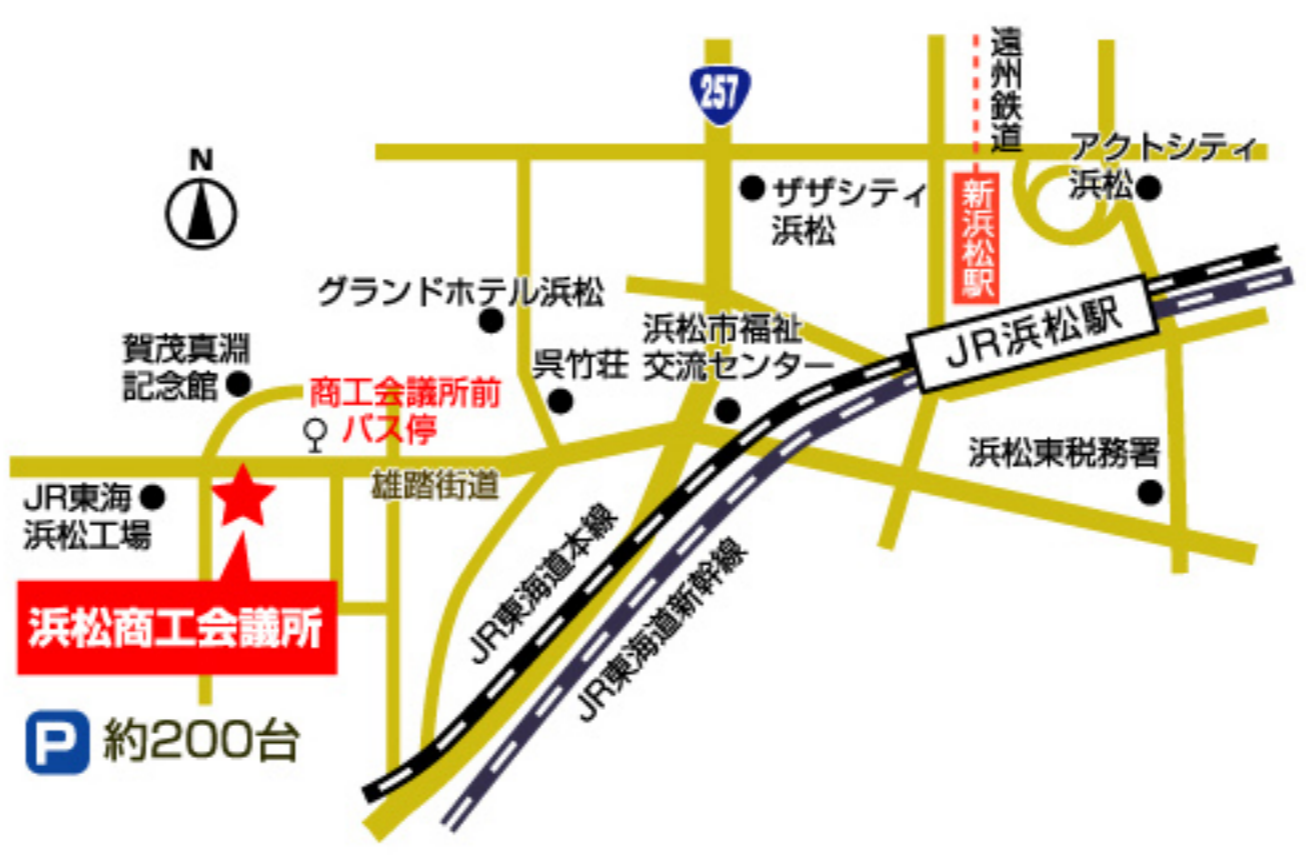 遠州鉄道
257
アクトシティ
浜松
N
ザザシティ
浜松
新浜松駅
グランドホテル浜松
浜松市福祉
交流センター
JR浜松駅
賀茂真淵
記念館
呉竹荘
商工会議所前
バス停
浜松東税務署
雄踏街道
JR東海
浜松工場
JR東海道本線
JR東海道新幹線
浜松商工会議所
P 約200台